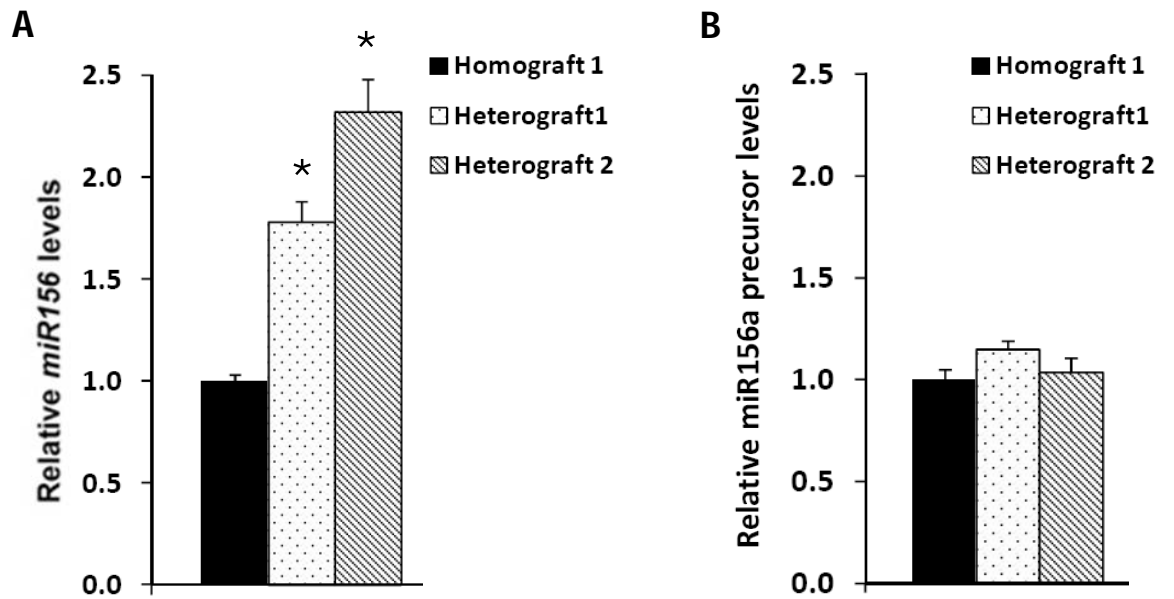 A
Relative miR156 levels
2.5
2.0
1.5
1.0
0.5
0.0
*
*
Homograft 1
Heterograft1
Heterograft 2
B
Relative miR156a precursor levels
2.5
2.0
1.5
1.0
0.5
0.0
Homograft 1
Heterograft1
Heterograft 2